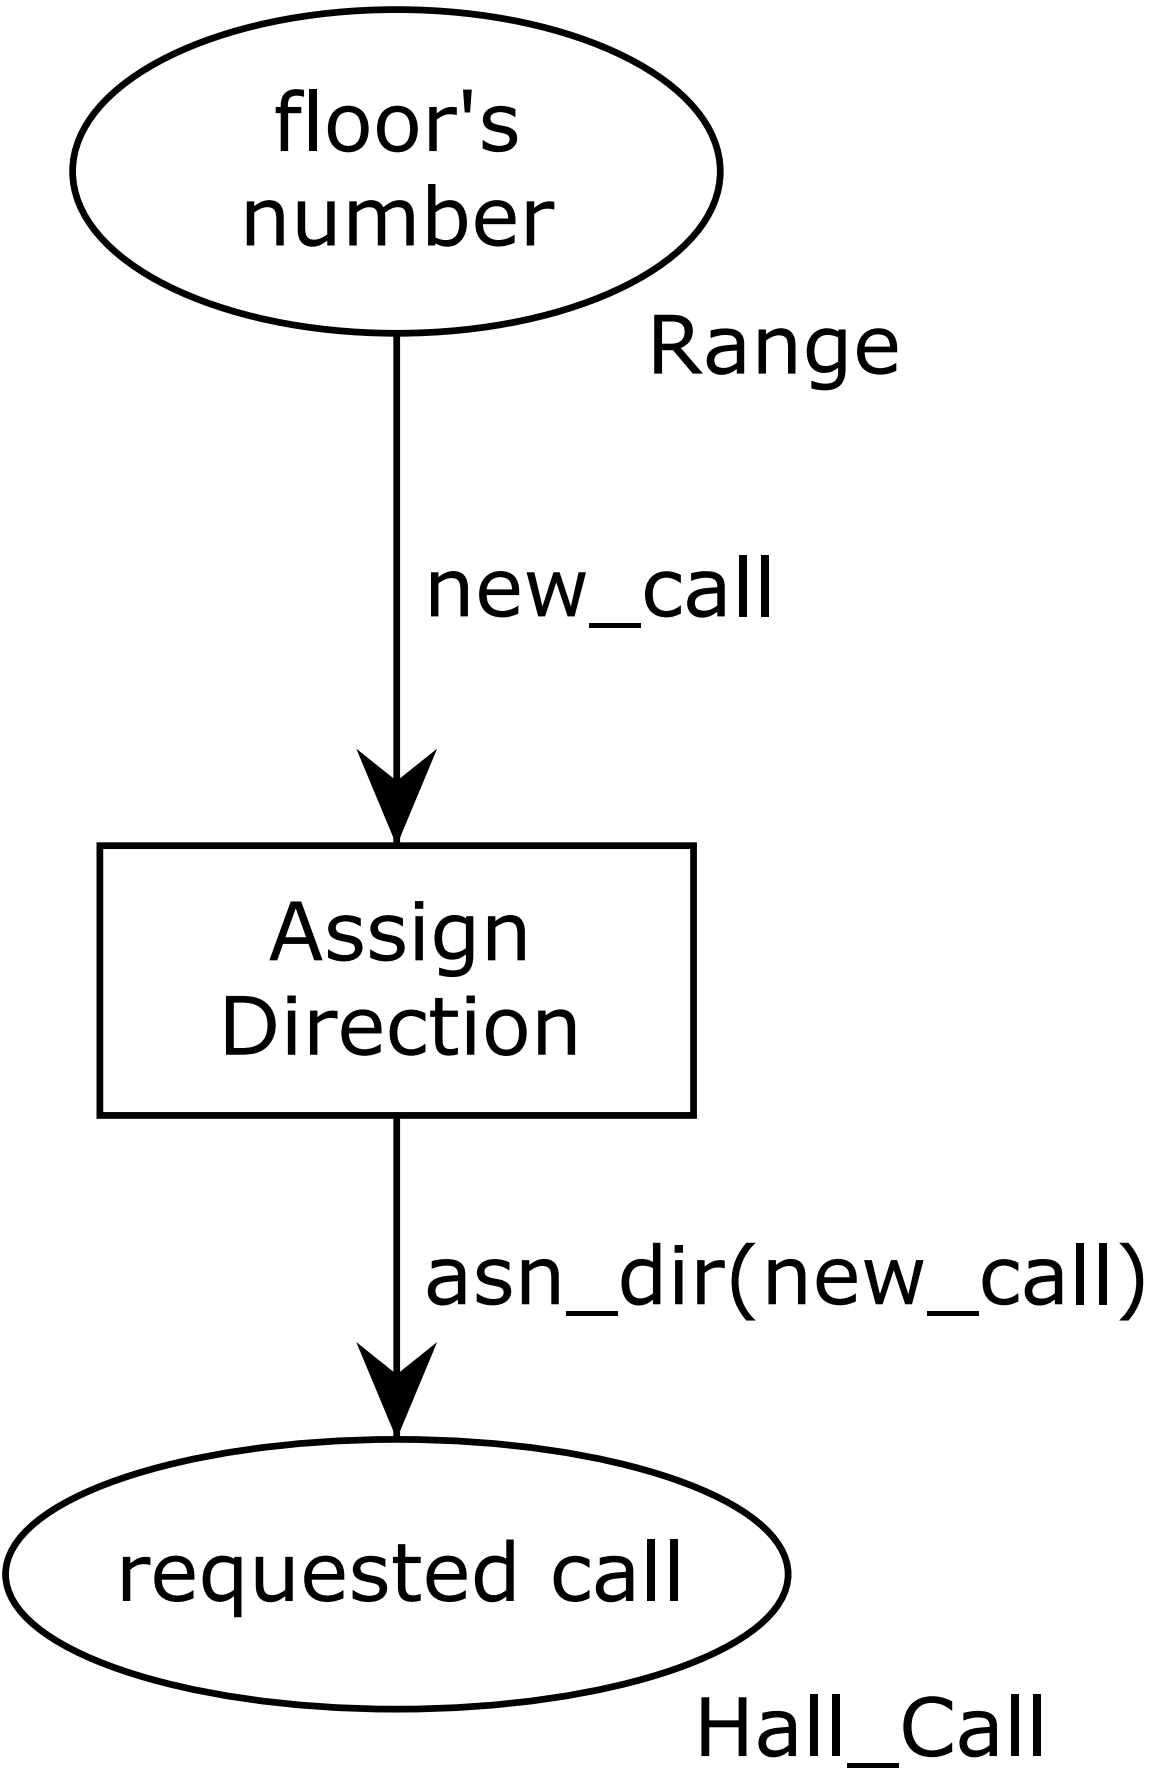 floor's
number
Range
new_call
Assign
Direction
asn_dir(new_call)
requested call
Hall_Call